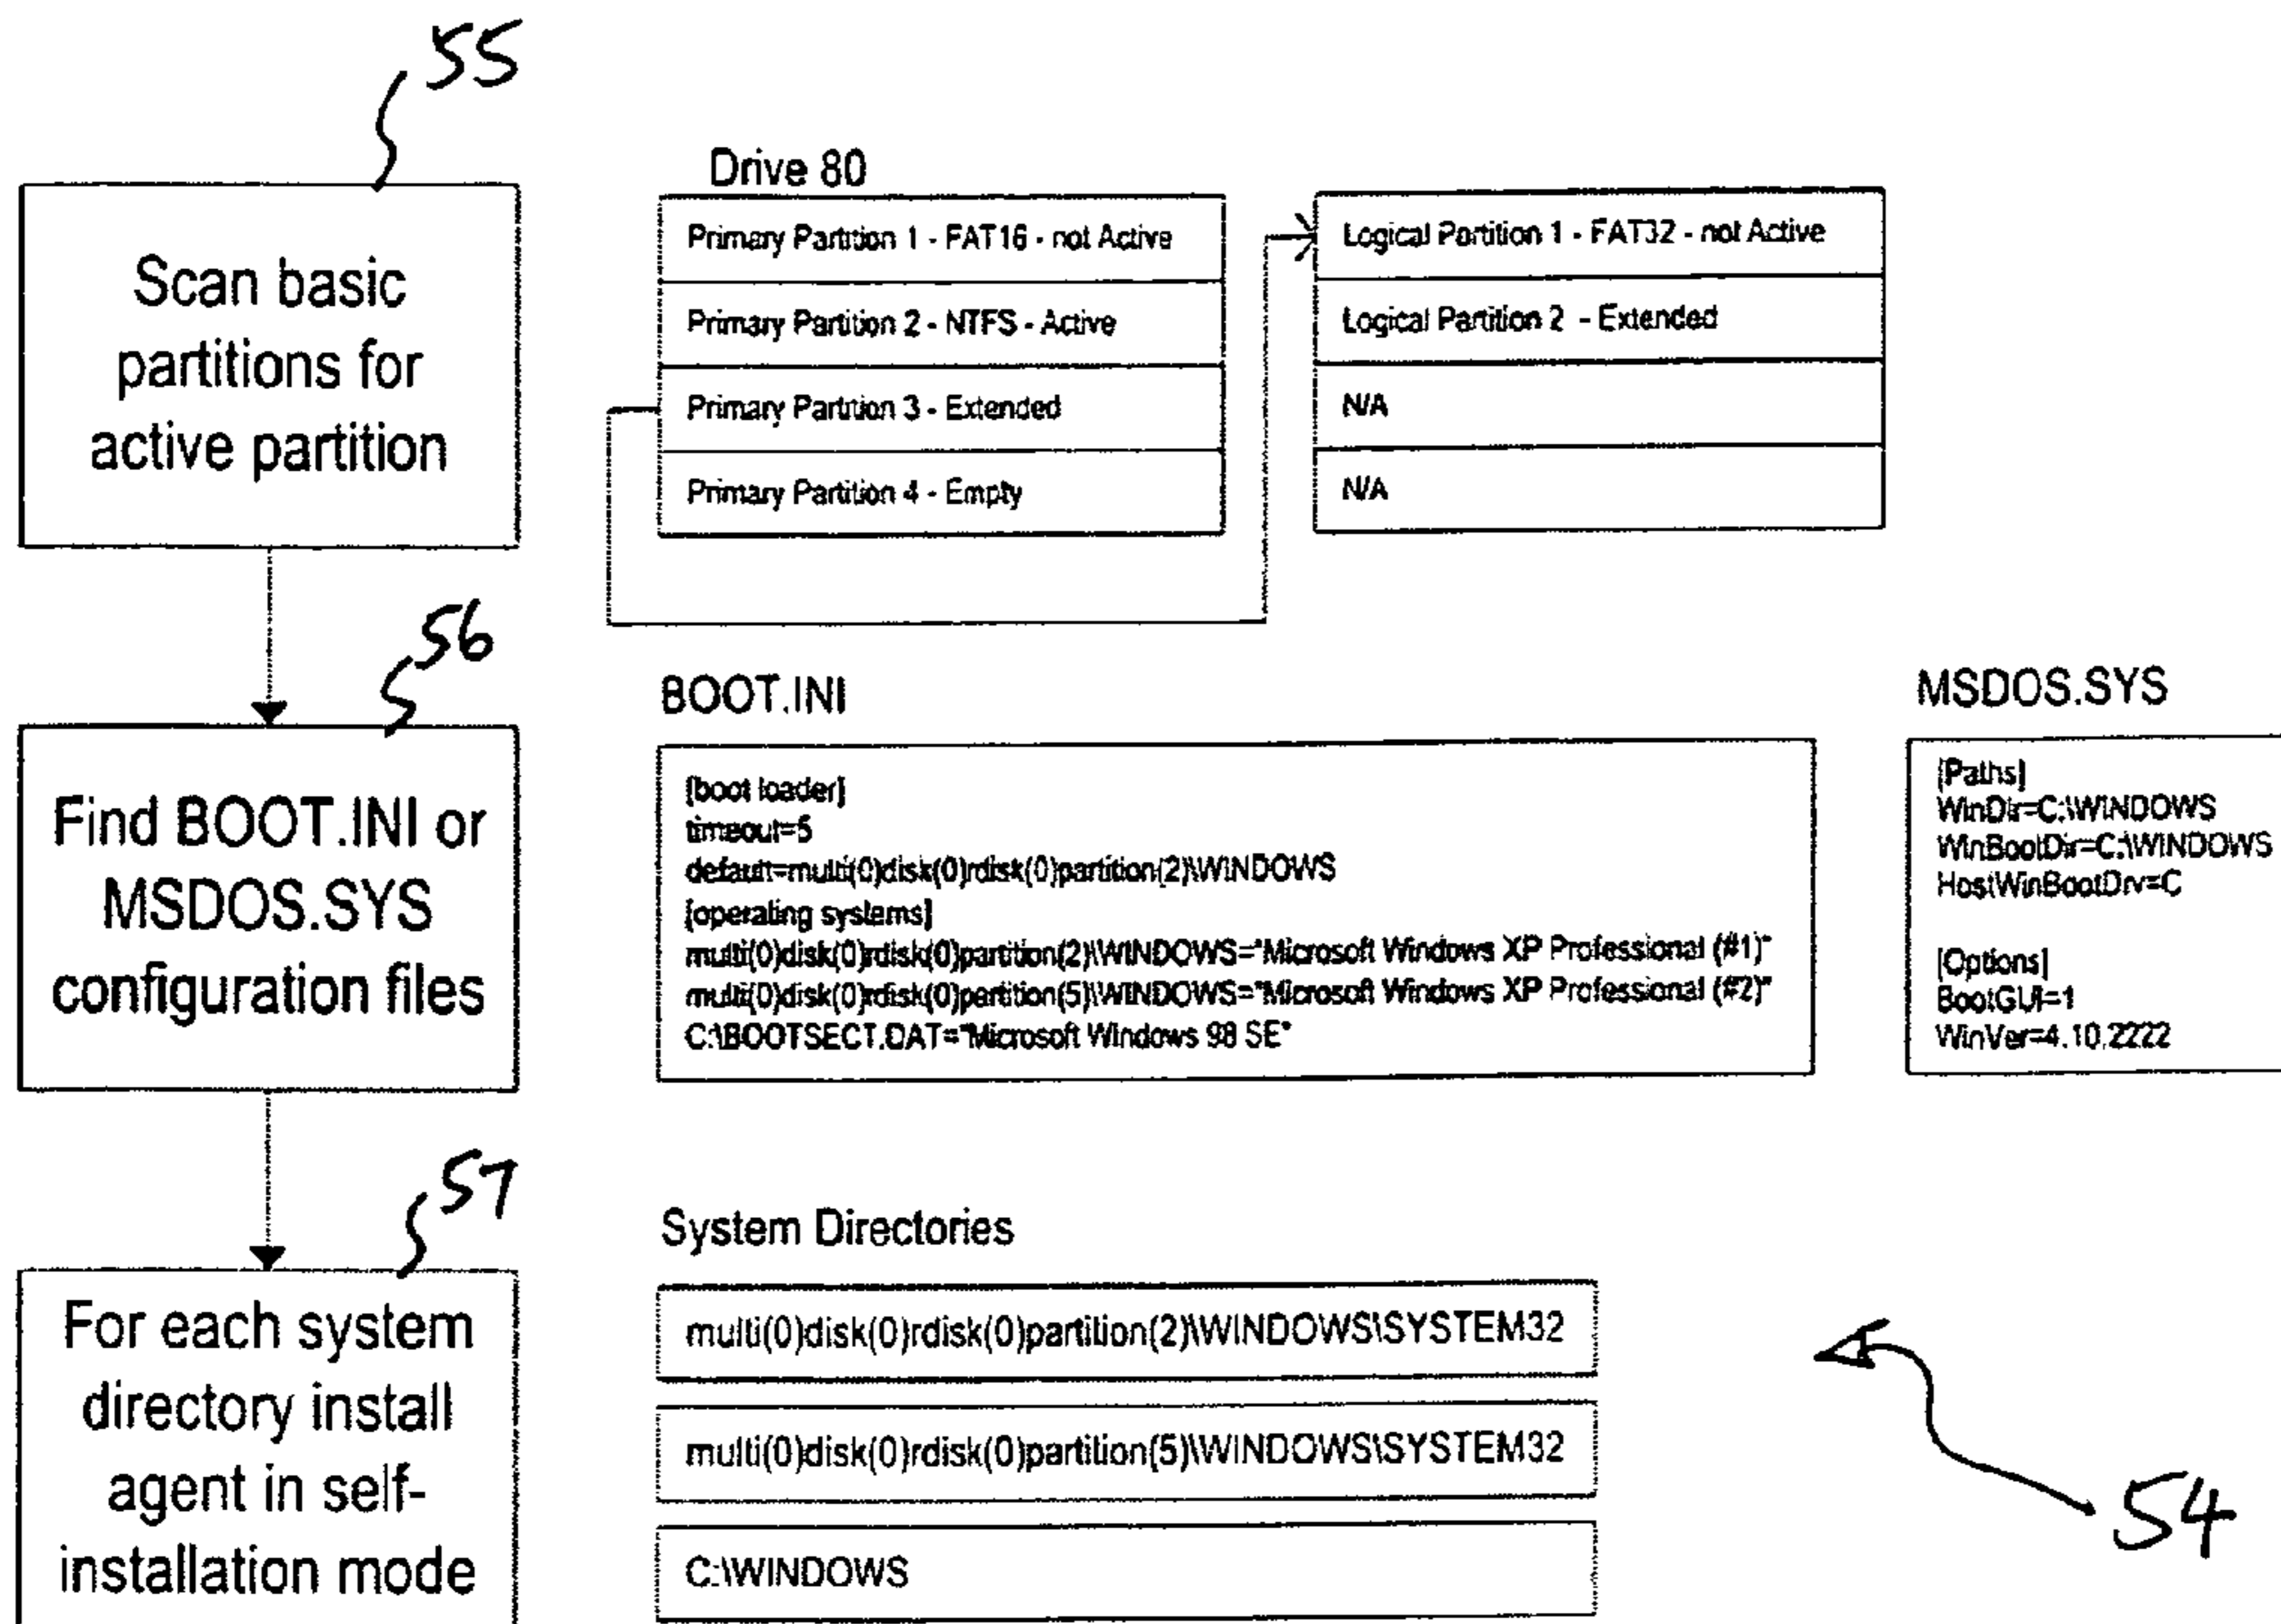 55
Scan basic
partitions for
active partition
Drive 80
Primary Partition 1 - FAT16 - not Active
Primary Partition 2 - NTFS - Active
Primary Partition 3 - Extended
Primary Partition 4 - Empty
Logical Partition 1 - FAT32 - not Active
Logical Partition 2 - Extended
N/A
N/A
56
Find BOOT.INI or
MSDOS.SYS
configuration files
BOOT.INI
[boot loader]
timeout=5
default=multi(0)disk(0)rdisk(0)partition(2)\WINDOWS
[operating systems]
multi(0)disk(0)rdisk(0)partition(2)\WINDOWS="Microsoft Windows XP Professional (#1)"
multi(0)disk(0)rdisk(0)partition(5)\WINDOWS="Microsoft Windows XP Professional (#2)"
C:\BOOTSECT.DAT="Microsoft Windows 98 SE"
MSDOS.SYS
[Paths]
WinDir=C:\WINDOWS
WinBootDir=C:\WINDOWS
HostWinBootDrv=C
[Options]
BootGUI=1
WinVer=4.10.2222
57
For each system
directory install
agent in self-
installation mode
System Directories
multi(0)disk(0)rdisk(0)partition(2)\WINDOWS\SYSTEM32
multi(0)disk(0)rdisk(0)partition(5)\WINDOWS\SYSTEM32
C:\WINDOWS
54